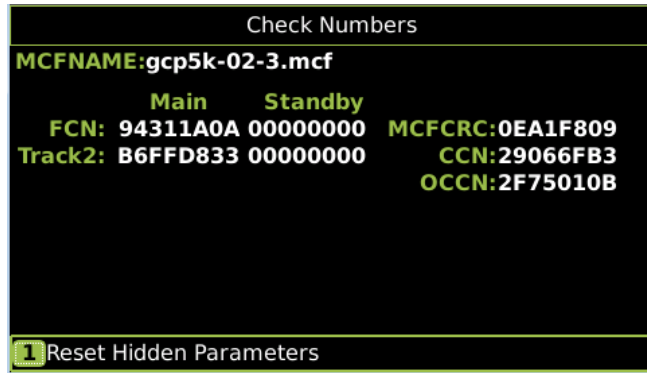 Check Numbers
MCFNAME:gcp5k-02-3.mcf
Main Standby
FCN: 94311A0A 00000000 MCFCRC:0EA1F809
Track2: B6FFD833 00000000 CCN:29066FB3
OCCN:2F75010B
1 Reset Hidden Parameters